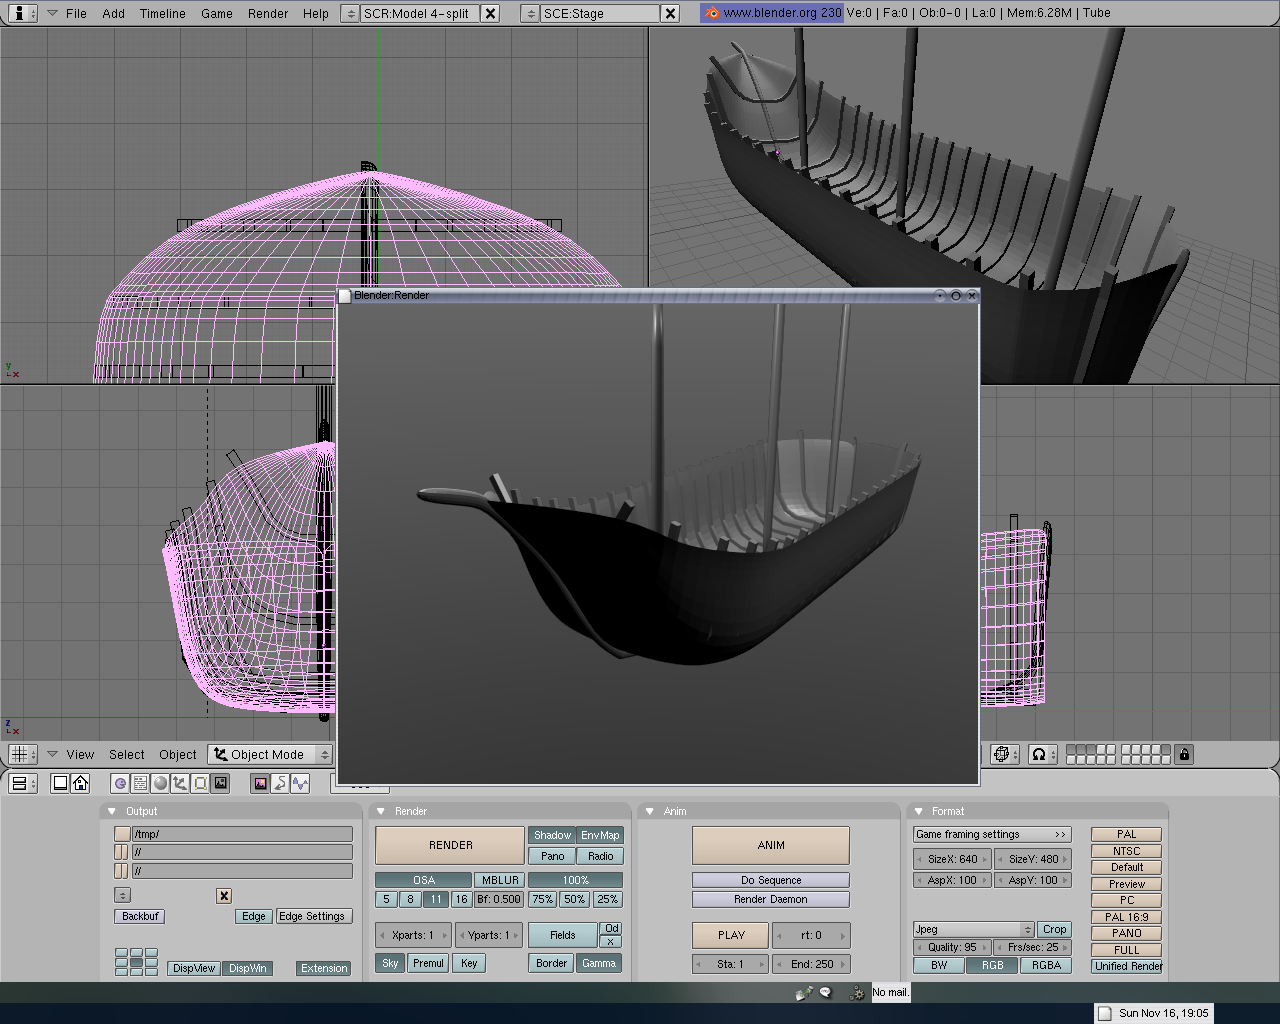 File Add Timeline Game Render Help SCR:Model 4-split SCE:Stage www.blender.org 230 Ve:0 | Fa:0 | Ob:0-0 | La:0 | Mem:6.28M | Tube
Blender:Render
y
x
z
x
View Select Object Object Mode
Output
/tmp/
//
//
Backbuf Edge Edge Settings
DispView DispWin Extension
Render
RENDER Shadow EnvMap
Pano Radio
OSA MBLUR 100%
5 8 11 16 Bf: 0.500 75% 50% 25%
Xparts: 1 Yparts: 1 Fields Od
x
Sky Premul Key Border Gamma
Anim
ANIM
Do Sequence
Render Daemon
PLAY rt: 0
Sta: 1 End: 250
Format
Game framing settings >>
SizeX: 640 SizeY: 480
AspX: 100 AspY: 100
Jpeg Crop
Quality: 95 Frs/sec: 25
BW RGB RGBA
PAL
NTSC
Default
Preview
PC
PAL 16:9
PANO
FULL
Unified Render
No mail.
Sun Nov 16, 19:05